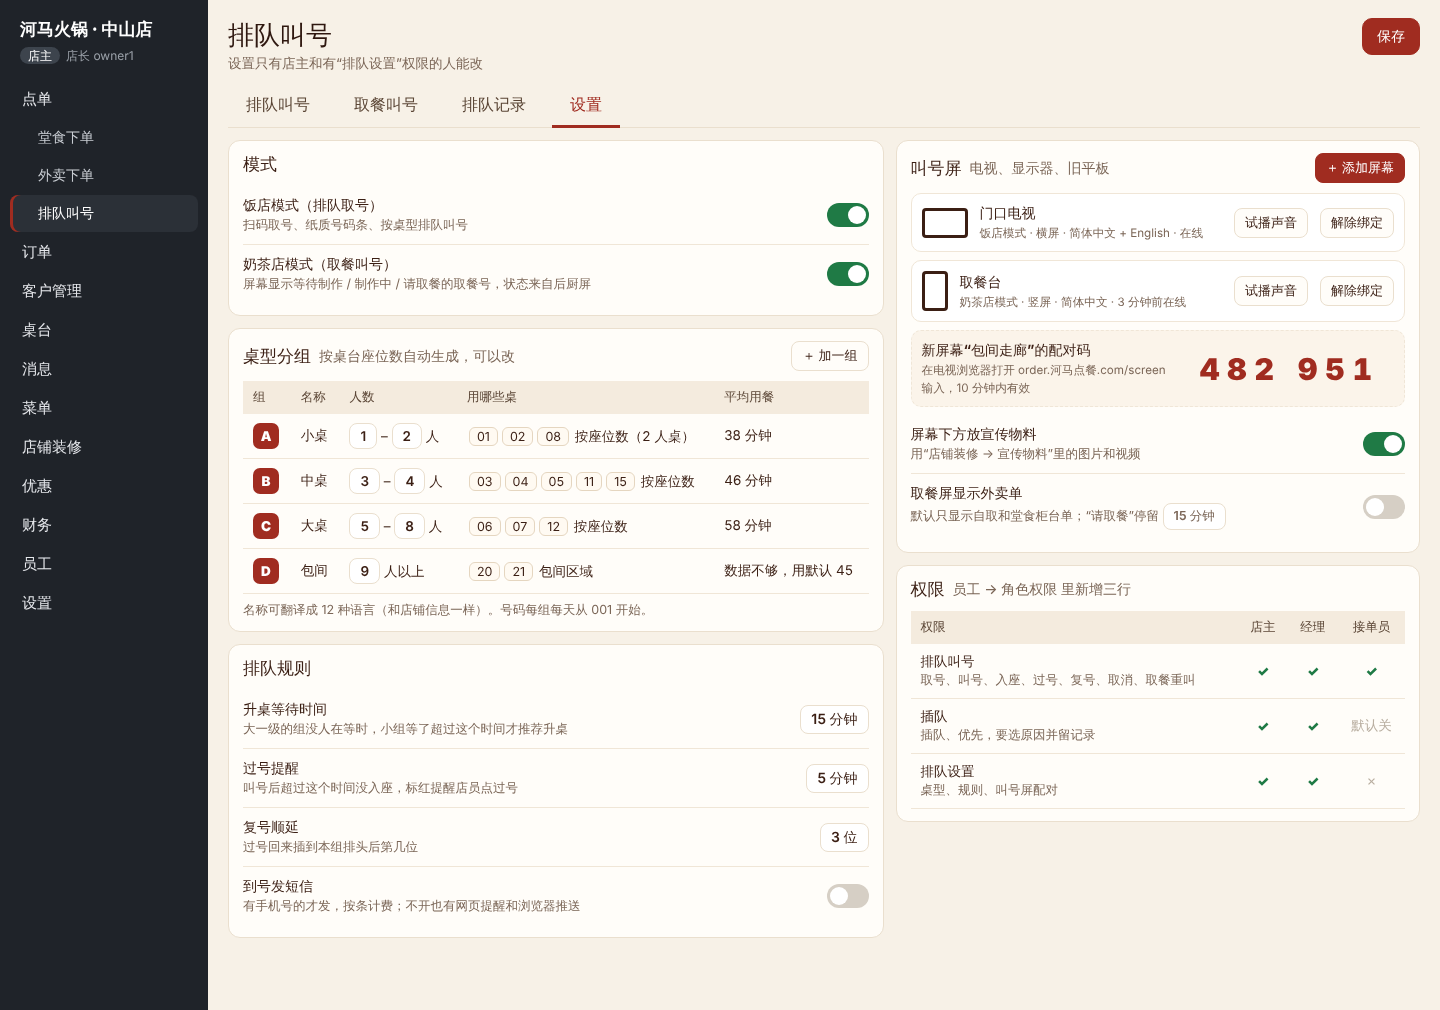 河马火锅 · 中山店
店主 店长 owner1
点单
堂食下单
外卖下单
排队叫号
订单
客户管理
桌台
消息
菜单
店铺装修
优惠
财务
员工
设置
排队叫号
设置只有店主和有“排队设置”权限的人能改
保存
排队叫号 取餐叫号 排队记录 设置
模式
饭店模式（排队取号）
扫码取号、纸质号码条、按桌型排队叫号
奶茶店模式（取餐叫号）
屏幕显示等待制作 / 制作中 / 请取餐的取餐号，状态来自后厨屏
桌型分组 按桌台座位数自动生成，可以改
+ 加一组
组 名称 人数 用哪些桌 平均用餐
A 小桌 1 – 2 人 01 02 08 按座位数（2 人桌） 38 分钟
B 中桌 3 – 4 人 03 04 05 11 15 按座位数 46 分钟
C 大桌 5 – 8 人 06 07 12 按座位数 58 分钟
D 包间 9 人以上 20 21 包间区域 数据不够，用默认 45
名称可翻译成 12 种语言（和店铺信息一样）。号码每组每天从 001 开始。
排队规则
升桌等待时间
大一级的组没人在等时，小组等了超过这个时间才推荐升桌
15 分钟
过号提醒
叫号后超过这个时间没入座，标红提醒店员点过号
5 分钟
复号顺延
过号回来插到本组排头后第几位
3 位
到号发短信
有手机号的才发，按条计费；不开也有网页提醒和浏览器推送
叫号屏 电视、显示器、旧平板
+ 添加屏幕
门口电视
饭店模式 · 横屏 · 简体中文 + English · 在线
试播声音 解除绑定
取餐台
奶茶店模式 · 竖屏 · 简体中文 · 3 分钟前在线
试播声音 解除绑定
新屏幕“包间走廊”的配对码
在电视浏览器打开 order.河马点餐.com/screen
输入，10 分钟内有效
482 951
屏幕下方放宣传物料
用“店铺装修 → 宣传物料”里的图片和视频
取餐屏显示外卖单
默认只显示自取和堂食柜台单；“请取餐”停留 15 分钟
权限 员工 → 角色权限 里新增三行
权限 店主 经理 接单员
排队叫号
取号、叫号、入座、过号、复号、取消、取餐重叫
✓ ✓ ✓
插队
插队、优先，要选原因并留记录
✓ ✓ 默认关
排队设置
桌型、规则、叫号屏配对
✓ ✓ ×